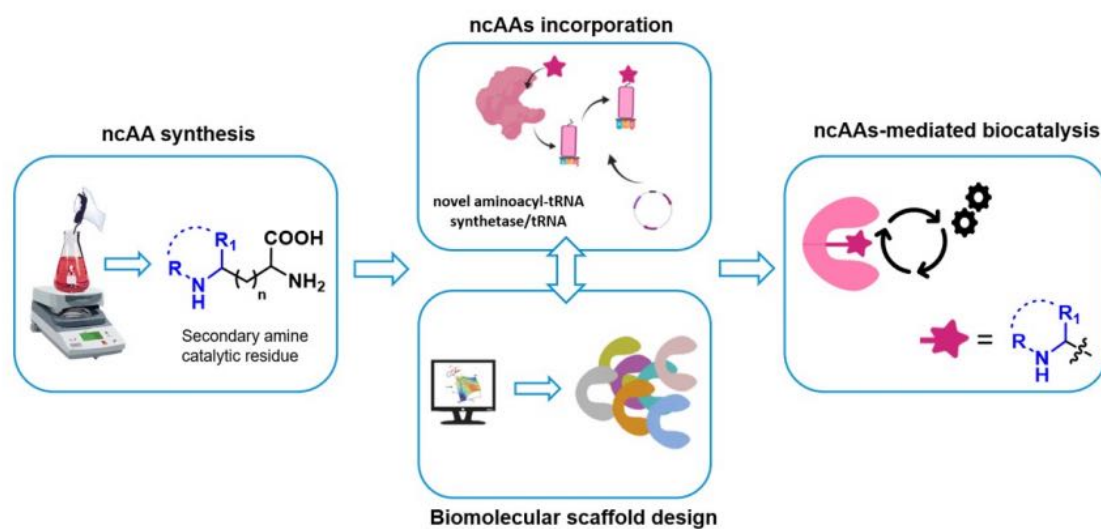 ncAA synthesis
R
N
H
R1
n
COOH
NH2
Secondary amine
catalytic residue
ncAAs incorporation
novel aminoacyl-tRNA
synthetase/tRNA
Biomolecular scaffold design
ncAAs-mediated biocatalysis
=
R
N
H
R1